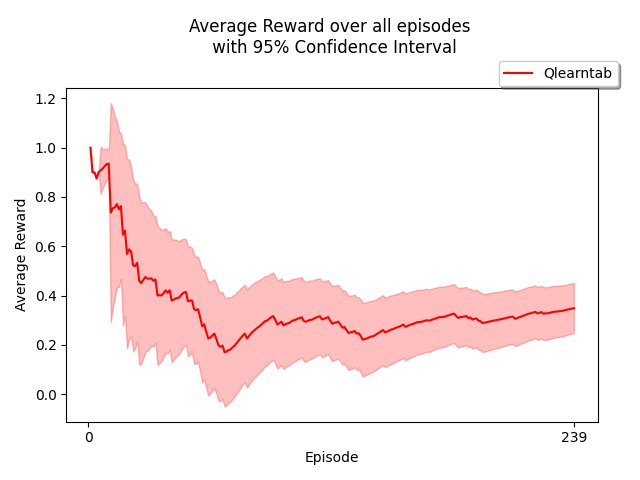 Average Reward over all episodes
with 95% Confidence Interval
Qlearntab
1.2
1.0
0.8
0.6
0.4
0.2
0.0
Average Reward
0
239
Episode